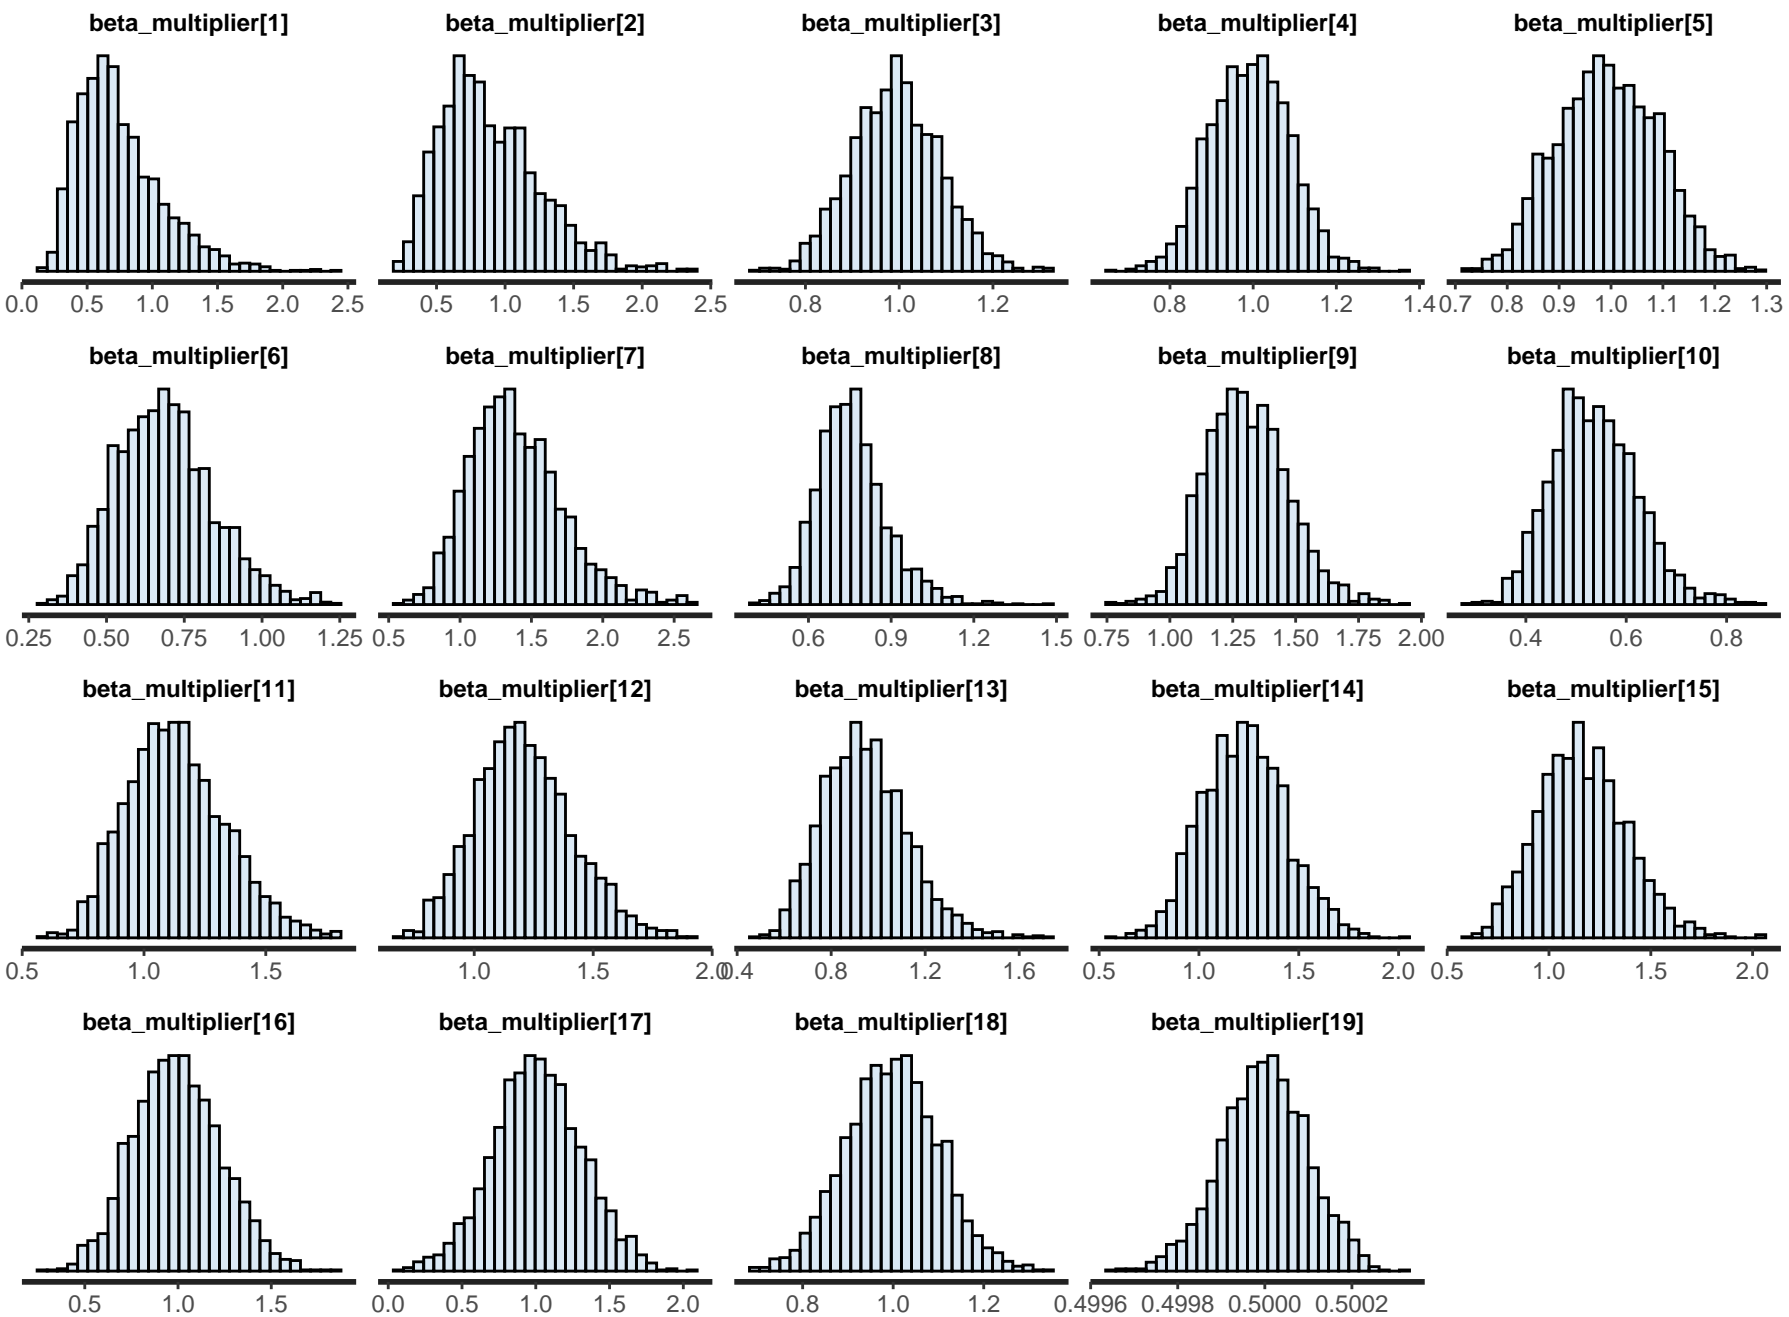 beta_multiplier[1] beta_multiplier[2] beta_multiplier[3] beta_multiplier[4] beta_multiplier[5]
0.0 0.5 1.0 1.5 2.0 2.5 0.5 1.0 1.5 2.0 2.5 0.8 1.0 1.2 0.8 1.0 1.2 1.4 0.7 0.8 0.9 1.0 1.1 1.2 1.3
beta_multiplier[6] beta_multiplier[7] beta_multiplier[8] beta_multiplier[9] beta_multiplier[10]
0.25 0.50 0.75 1.00 1.25 0.5 1.0 1.5 2.0 2.5 0.6 0.9 1.2 1.5 0.75 1.00 1.25 1.50 1.75 2.00 0.4 0.6 0.8
beta_multiplier[11] beta_multiplier[12] beta_multiplier[13] beta_multiplier[14] beta_multiplier[15]
0.5 1.0 1.5 1.0 1.5 2.0 0.4 0.8 1.2 1.6 0.5 1.0 1.5 2.0 0.5 1.0 1.5 2.0
beta_multiplier[16] beta_multiplier[17] beta_multiplier[18] beta_multiplier[19]
0.5 1.0 1.5 0.0 0.5 1.0 1.5 2.0 0.8 1.0 1.2 0.4996 0.4998 0.5000 0.5002